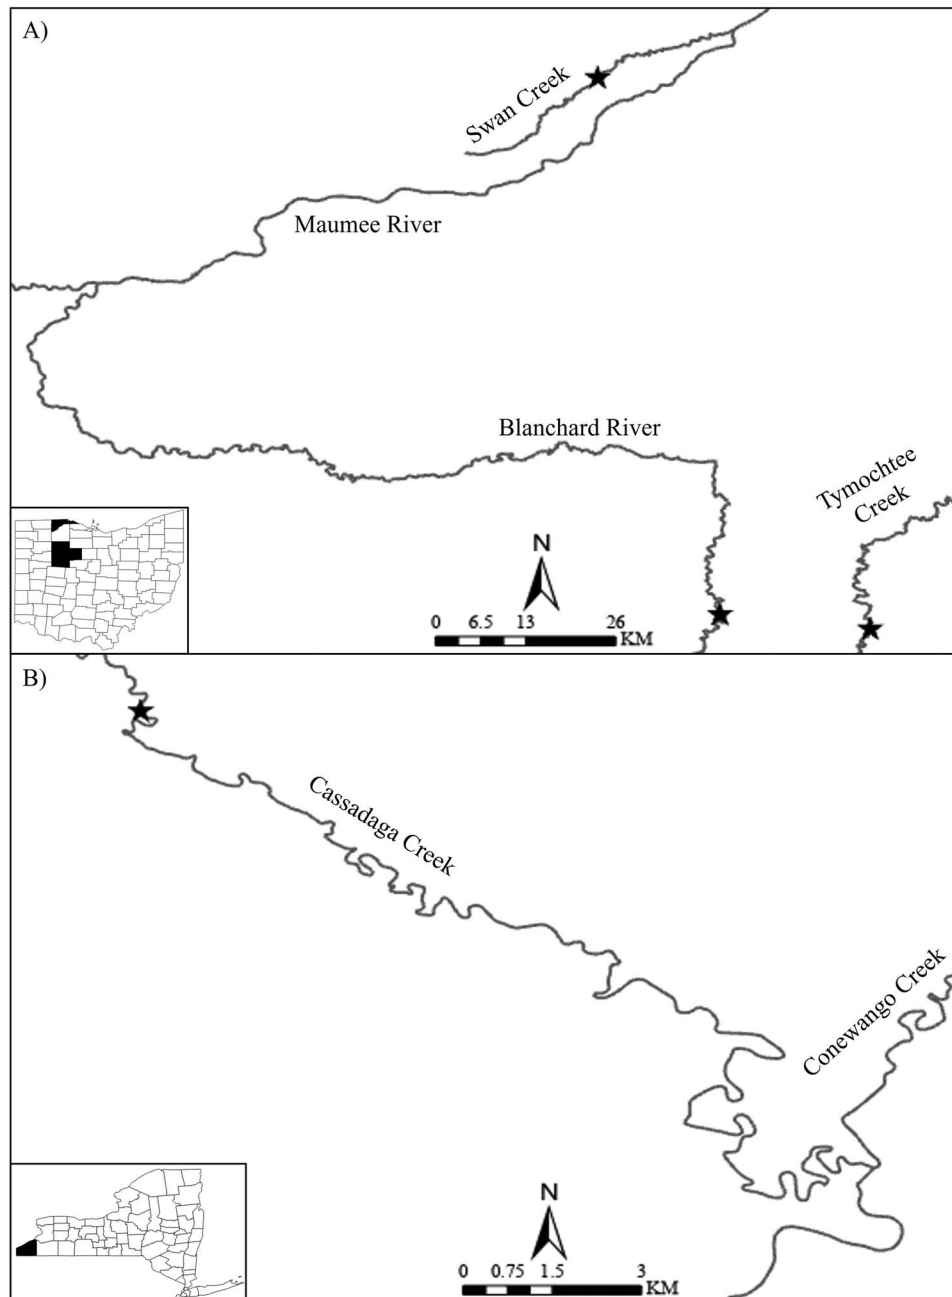 A)
Swan Creek
Maumee River
Blanchard River
Tymochtee
Creek
N
0 6.5 13 26
KM
B)
Cassadaga Creek
Conewango Creek
N
0 0.75 1.5 3
KM